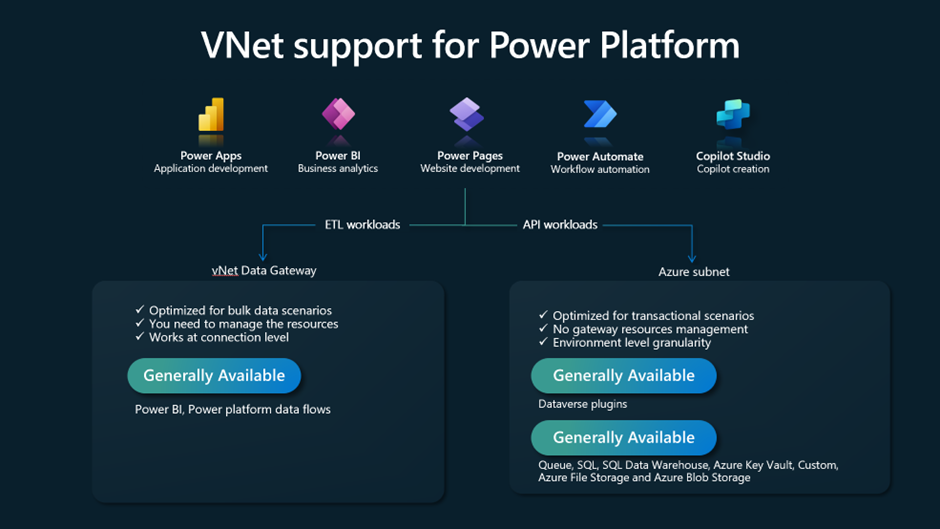 VNet support for Power Platform
Power Apps
Application development
Power BI
Business analytics
Power Pages
Website development
Power Automate
Workflow automation
Copilot Studio
Copilot creation
ETL workloads
API workloads
vNet Data Gateway
✓ Optimized for bulk data scenarios
✓ You need to manage the resources
✓ Works at connection level
Generally Available
Power BI, Power platform data flows
Azure subnet
✓ Optimized for transactional scenarios
✓ No gateway resources management
✓ Environment level granularity
Generally Available
Dataverse plugins
Generally Available
Queue, SQL, SQL Data Warehouse, Azure Key Vault, Custom,
Azure File Storage and Azure Blob Storage